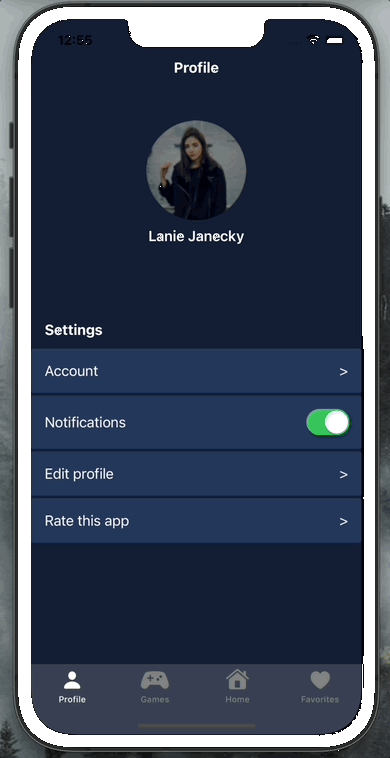 12:55
Profile
Lanie Janecky
Settings
Account >
Notifications
Edit profile >
Rate this app >
Profile Games Home Favorites